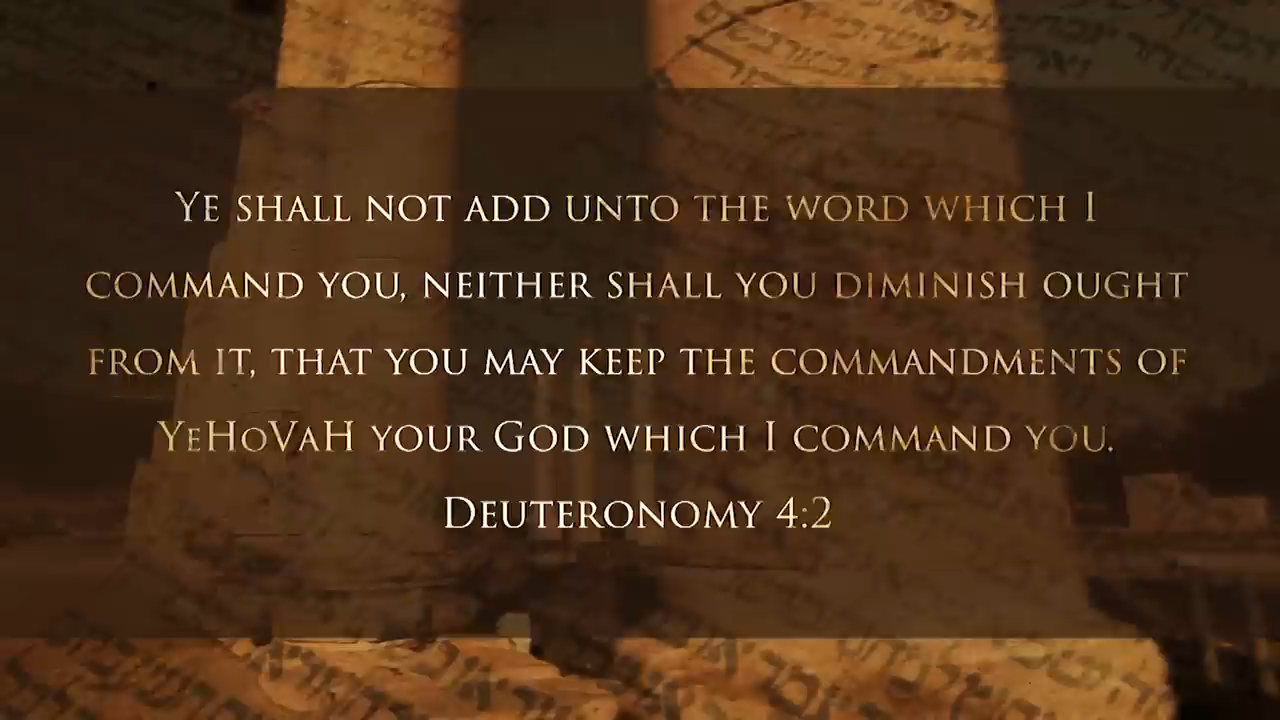 Ye shall not add unto the word which I
command you, neither shall you diminish ought
from it, that you may keep the commandments of
YeHoVaH your God which I command you.
Deuteronomy 4:2